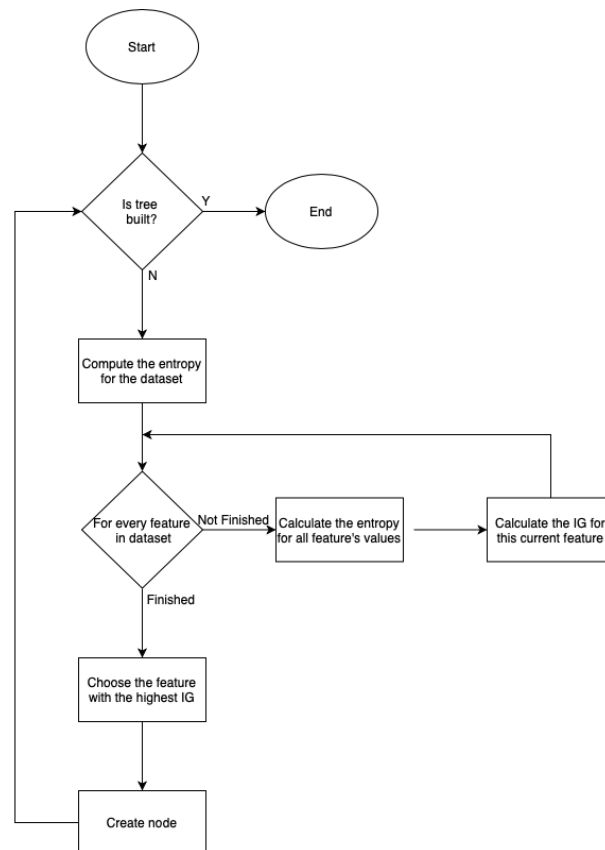 Start
Is tree
built?
Y
End
N
Compute the entropy
for the dataset
For every feature
in dataset
Not Finished
Calculate the entropy
for all feature's values
Calculate the IG for
this current feature
Finished
Choose the feature
with the highest IG
Create node